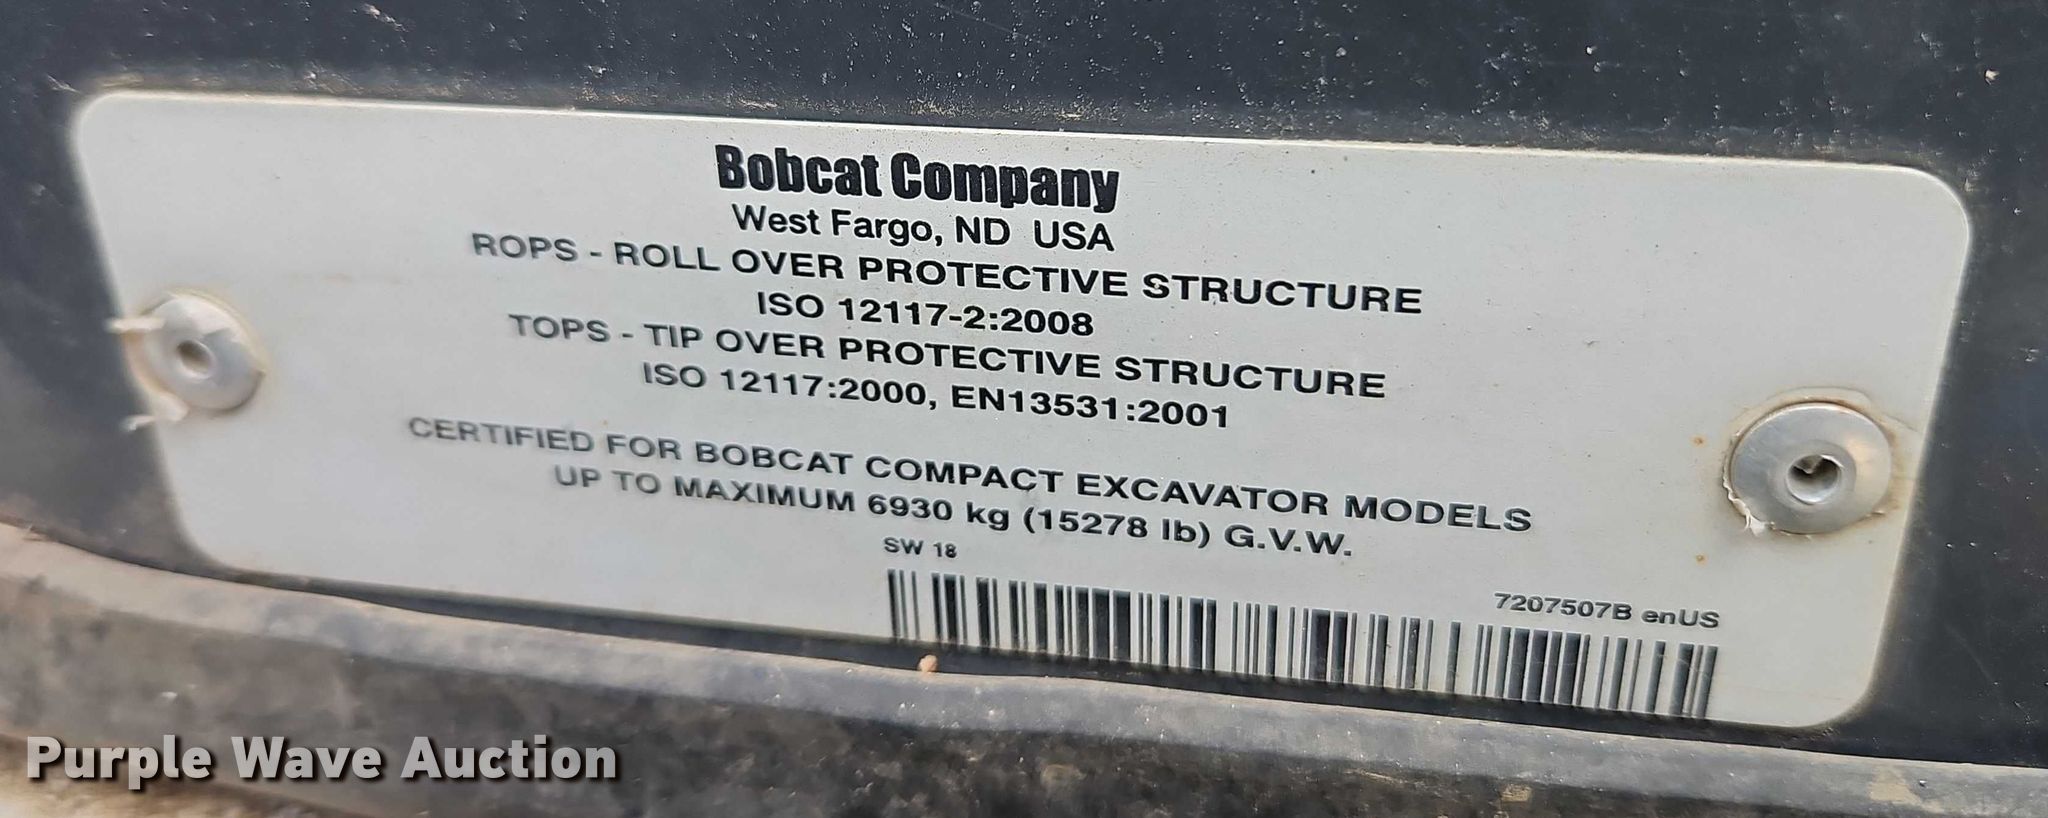 Bobcat Company
West Fargo, ND USA
ROPS - ROLL OVER PROTECTIVE STRUCTURE
ISO 12117-2:2008
TOPS - TIP OVER PROTECTIVE STRUCTURE
ISO 12117:2000, EN13531:2001
CERTIFIED FOR BOBCAT COMPACT EXCAVATOR MODELS
UP TO MAXIMUM 6930 kg (15278 lb) G.V.W.
SW 18
7207507B enUS
Purple Wave Auction